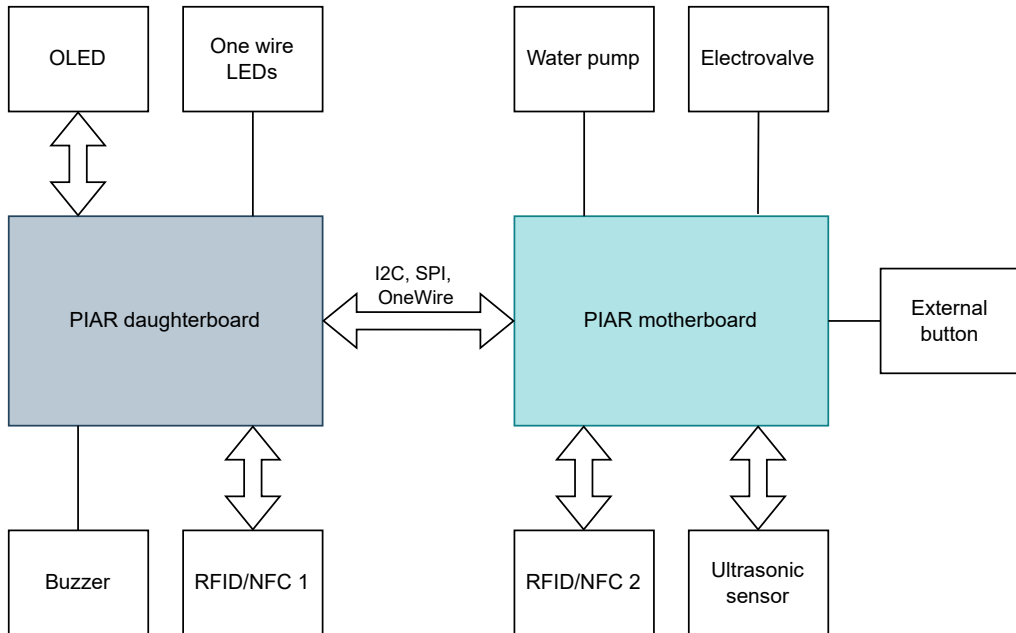 OLED
One wire
LEDs
Water pump
Electrovalve
I2C, SPI,
OneWire
PIAR daughterboard
PIAR motherboard
External
button
Buzzer
RFID/NFC 1
RFID/NFC 2
Ultrasonic
sensor